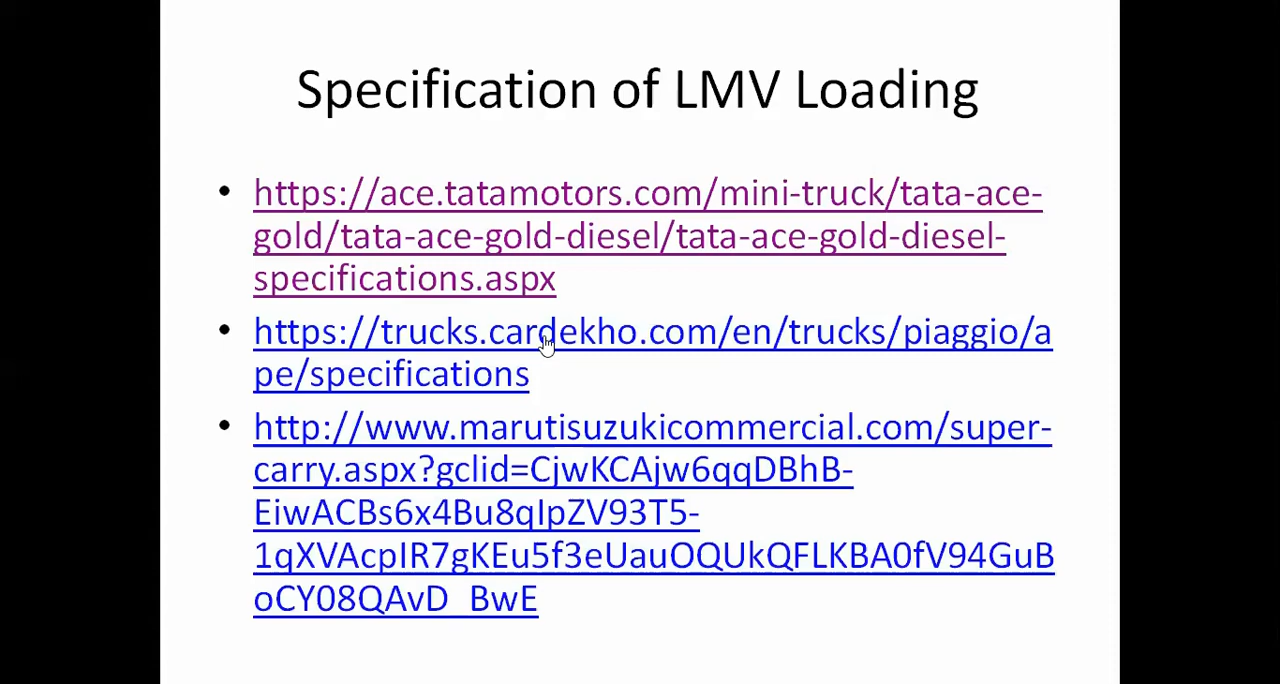 Specification of LMV Loading
• https://ace.tatamotors.com/mini-truck/tata-ace-
gold/tata-ace-gold-diesel/tata-ace-gold-diesel-
specifications.aspx
• https://trucks.cardekho.com/en/trucks/piaggio/a
pe/specifications
• http://www.marutisuzukicommercial.com/super-
carry.aspx?gclid=CjwKCAjw6qqDBhB-
EiwACBs6x4Bu8qIpZV93T5-
1qXVAcpIR7gKEu5f3eUauOQUkQFLKBA0fV94GuB
oCY08QAvD_BwE